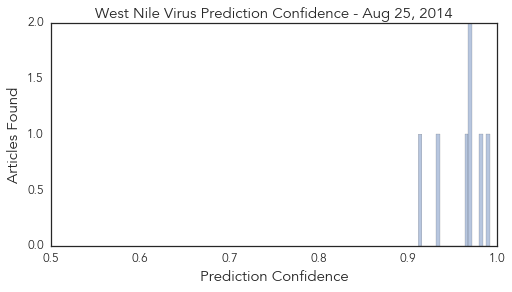 West Nile Virus Prediction Confidence - Aug 25, 2014
2.0
1.5
1.0
0.5
0.0
Articles Found
0.5 0.6 0.7 0.8 0.9 1.0
Prediction Confidence